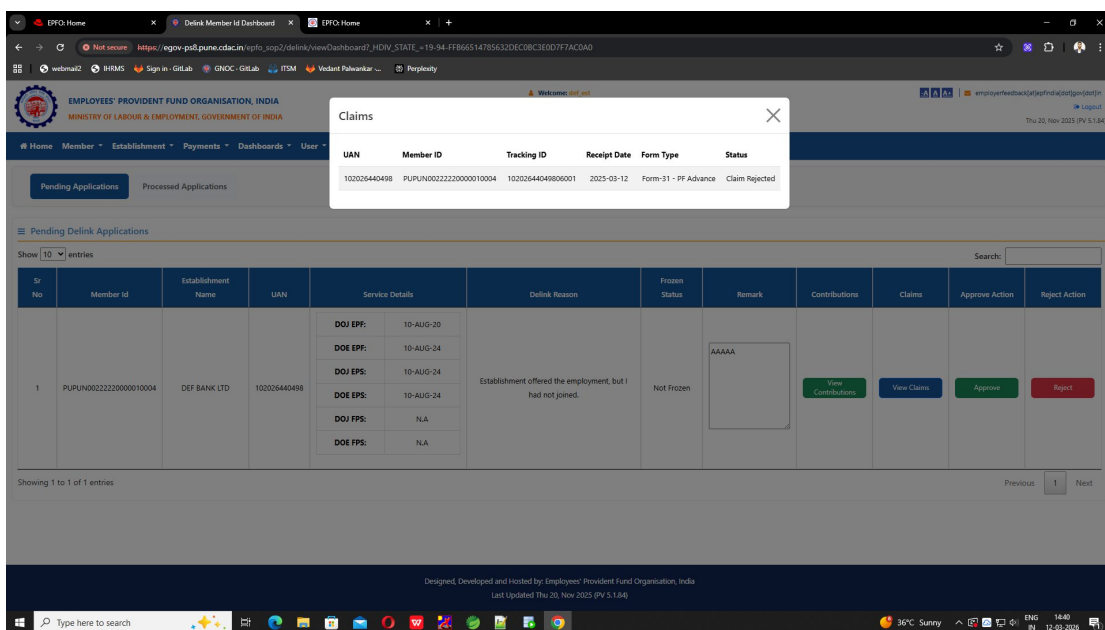 EPFO: Home
Delink Member Id Dashboard
EPFO: Home
Not secure https://egov-ps8.pune.cdac.in/epfo_sop2/delink/viewDashboard?_HDIV_STATE_=19-94-FFB66514785632DEC0BC3E0D7F7AC0A0
webmail2 IHRMS Sign in · GitLab GNOC · GitLab ITSM Vedant Palwankar -... Perplexity
EMPLOYEES' PROVIDENT FUND ORGANISATION, INDIA
MINISTRY OF LABOUR & EMPLOYMENT, GOVERNMENT OF INDIA
Welcome: def_est
A A A+ employerfeedback[at]epfindia[dot]gov[dot]in
Logout
Thu 20, Nov 2025 (PV 5.1.84)
Home Member Establishment Payments Dashboards User
Claims
UAN Member ID Tracking ID Receipt Date Form Type Status
102026440498 PUPUN00222220000010004 10202644049806001 2025-03-12 Form-31 - PF Advance Claim Rejected
Pending Applications Processed Applications
Pending Delink Applications
Show 10 entries
Search:
Sr No Member Id Establishment Name UAN Service Details Delink Reason Frozen Status Remark Contributions Claims Approve Action Reject Action
1 PUPUN00222220000010004 DEF BANK LTD 102026440498
DOJ EPF: 10-AUG-20
DOE EPF: 10-AUG-24
DOJ EPS: 10-AUG-24
DOE EPS: 10-AUG-24
DOJ FPS: N.A
DOE FPS: N.A
Establishment offered the employment, but I
had not joined.
Not Frozen
AAAAA
View
Contributions
View Claims
Approve
Reject
Showing 1 to 1 of 1 entries
Previous 1 Next
Designed, Developed and Hosted by: Employees' Provident Fund Organisation, India
Last Updated Thu 20, Nov 2025 (PV 5.1.84)
Type here to search
36°C Sunny
ENG
IN
14:40
12-03-2026